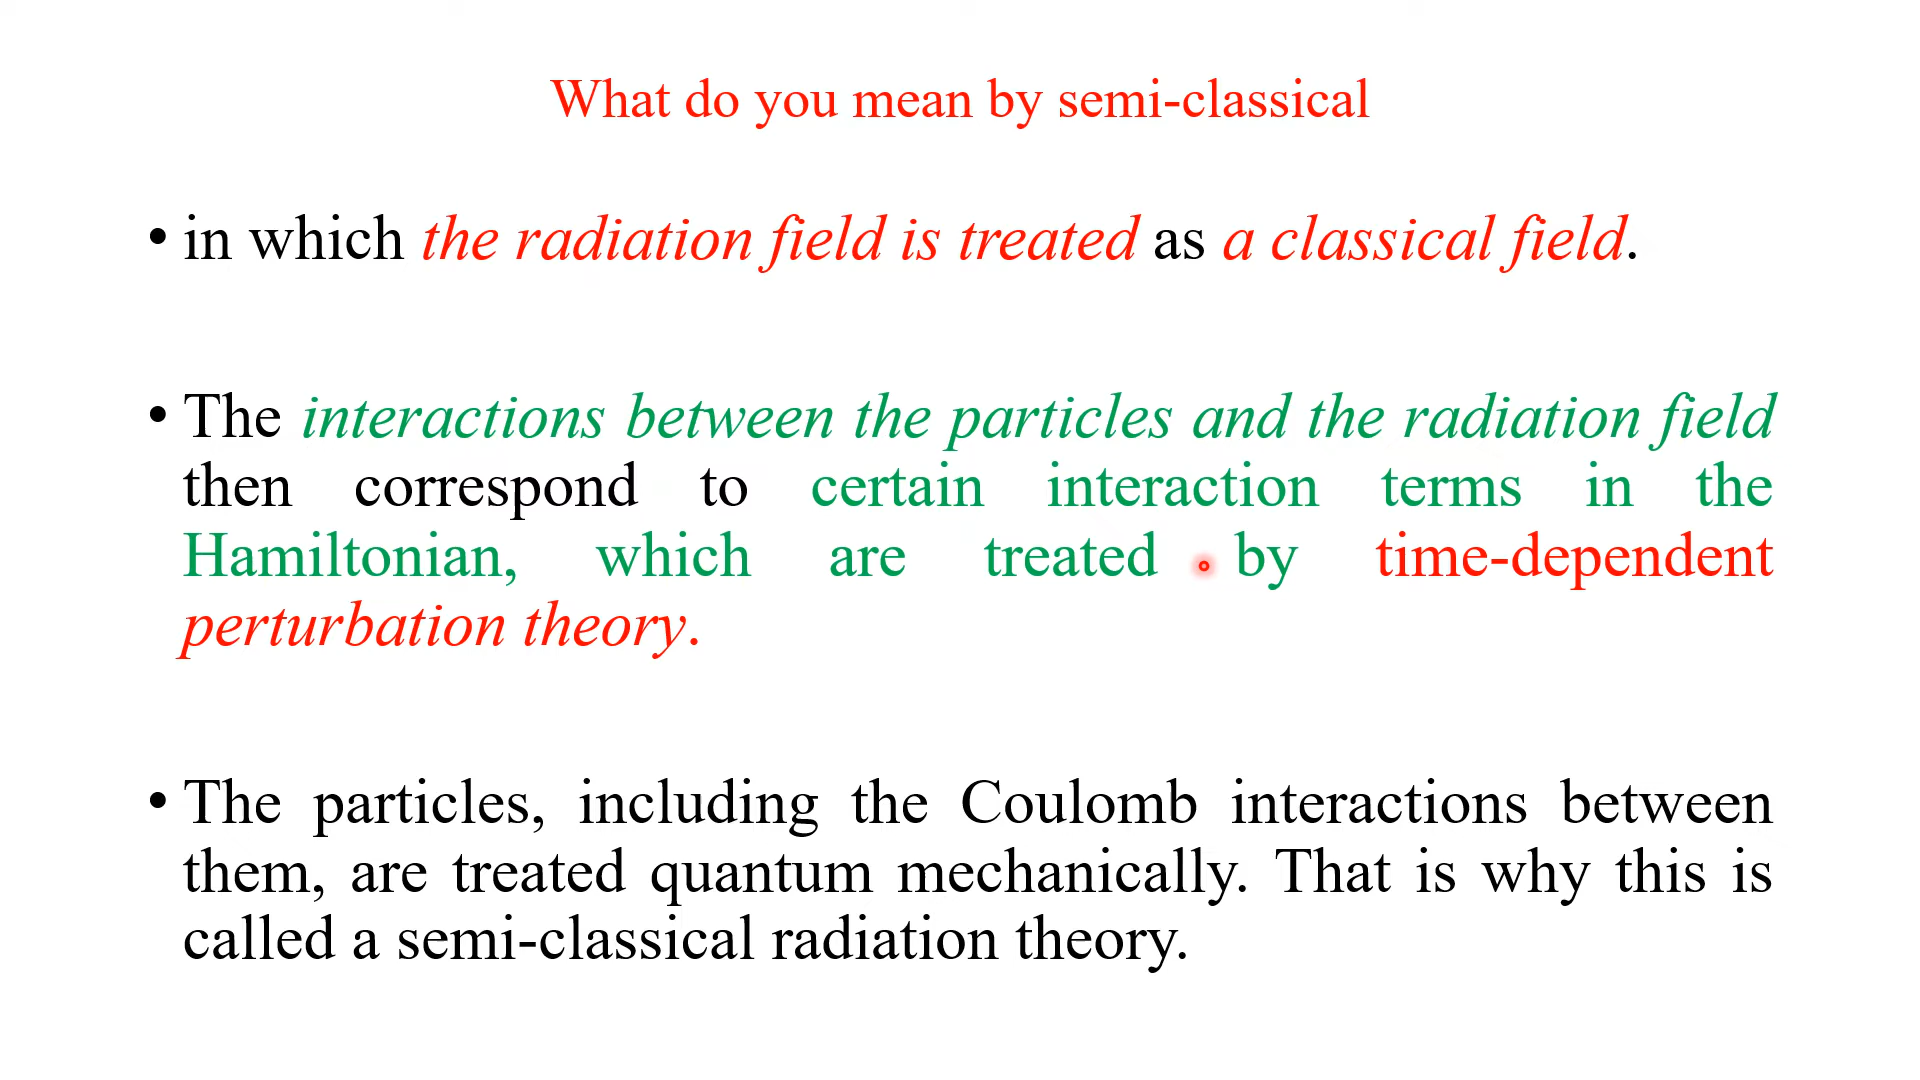 What do you mean by semi-classical
• in which the radiation field is treated as a classical field.
• The interactions between the particles and the radiation field
then correspond to certain interaction terms in the
Hamiltonian, which are treated by time-dependent
perturbation theory.
• The particles, including the Coulomb interactions between
them, are treated quantum mechanically. That is why this is
called a semi-classical radiation theory.